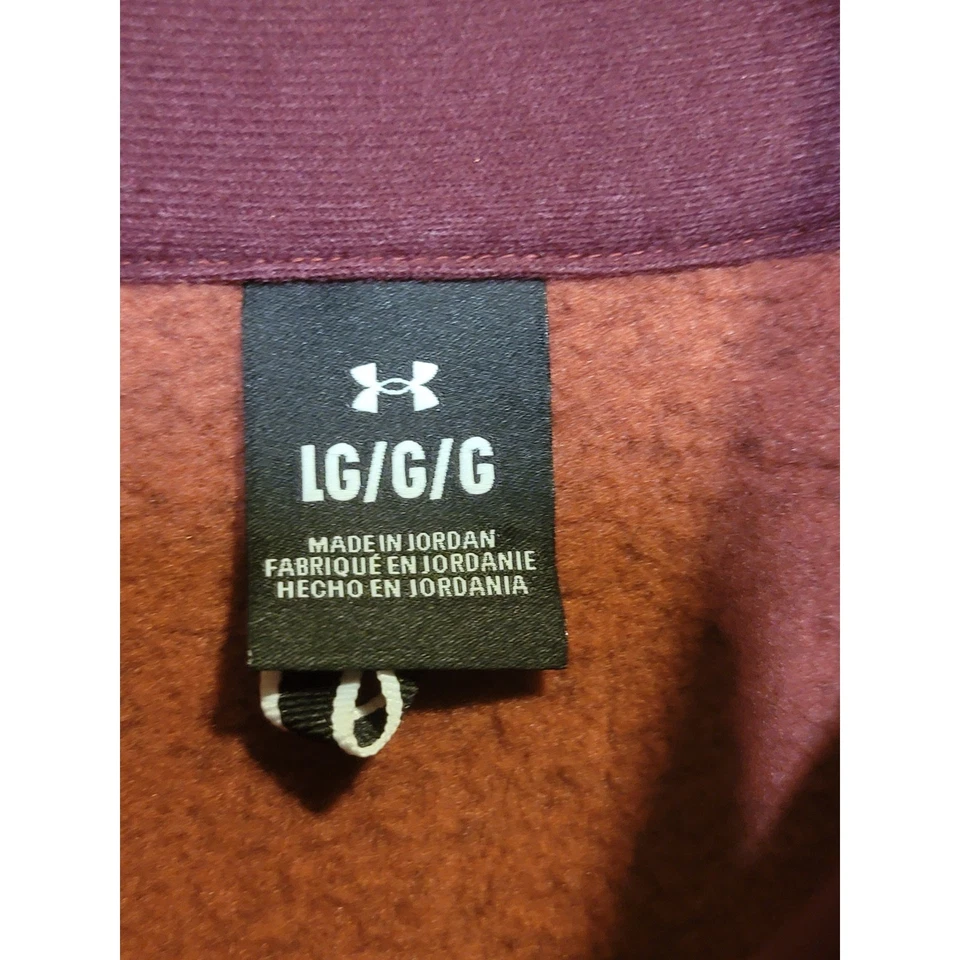 LG/G/G
MADE IN JORDAN
FABRIQUÉ EN JORDANIE
HECHO EN JORDANIA